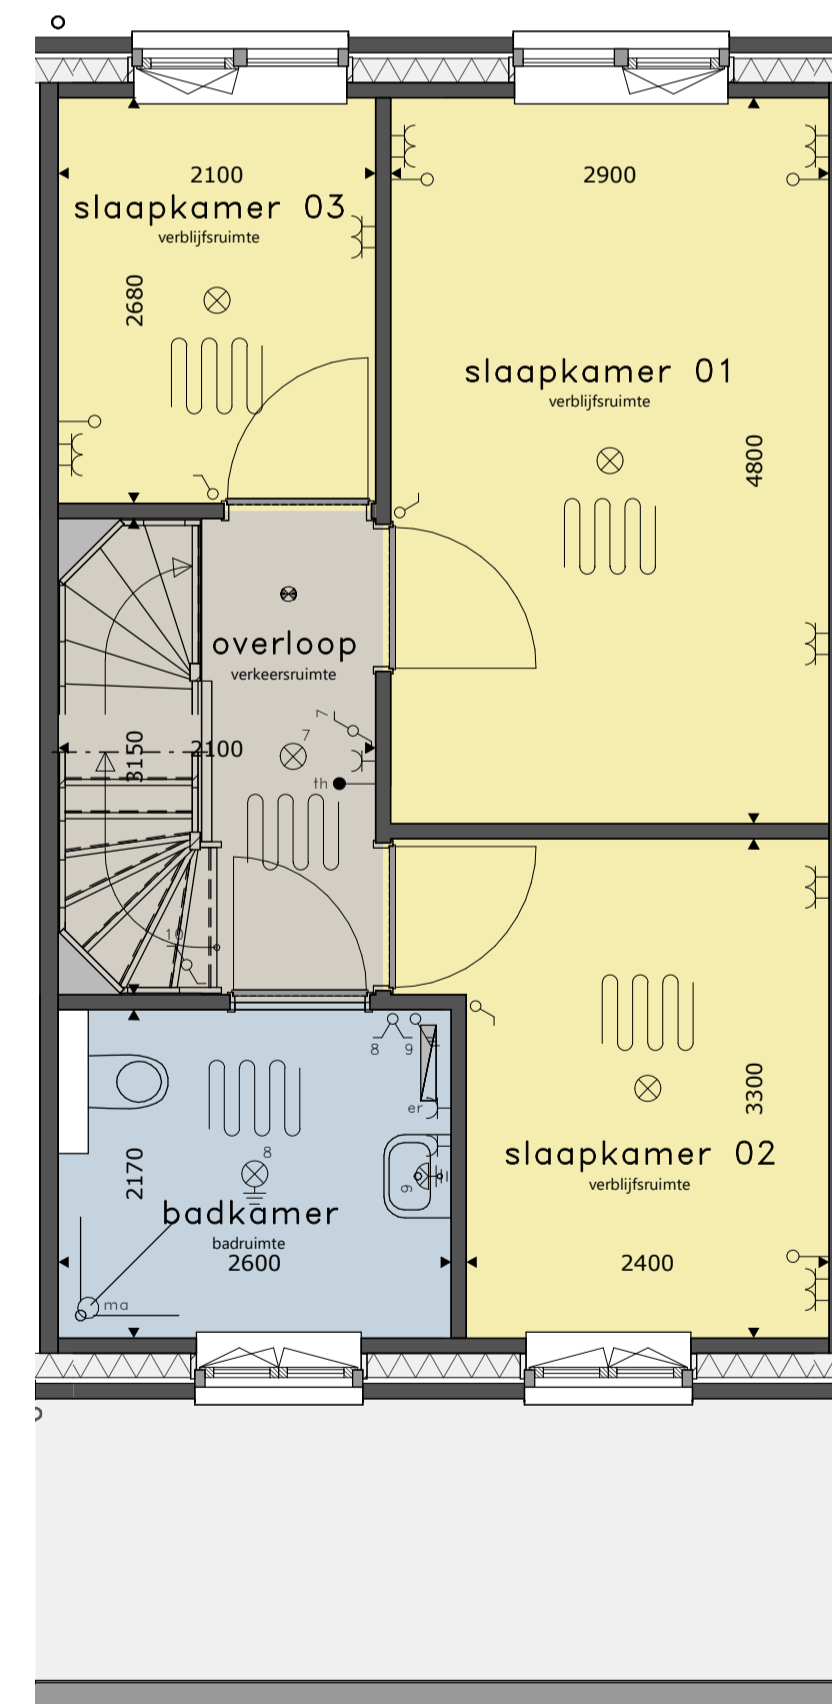 2100
2900
slaapkamer 03
verblijfsruimte
2680
slaapkamer 01
verblijfsruimte
4800
overloop
verkeersruimte
7
7
3150
2100
th
10
8
9
er
3300
8
2170
9
slaapkamer 02
verblijfsruimte
badkamer
badruimte
2600
2400
ma